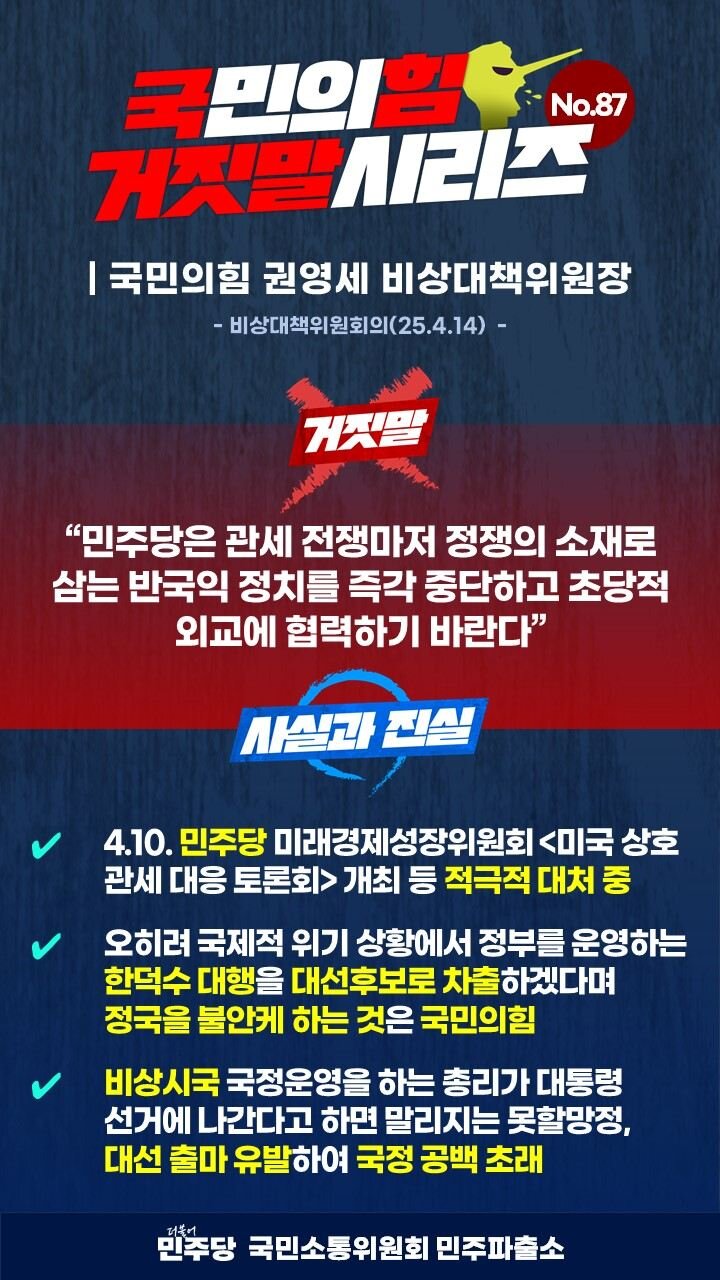 국민의힘
No.87
거짓말시리즈
| 국민의힘 권영세 비상대책위원장
- 비상대책위원회의(25.4.14) -
거짓말
“민주당은 관세 전쟁마저 정쟁의 소재로
삼는 반국익 정치를 즉각 중단하고 초당적
외교에 협력하기 바란다”
사실과 진실
✔ 4.10. 민주당 미래경제성장위원회 <미국 상호
관세 대응 토론회> 개최 등 적극적 대처 중
✔ 오히려 국제적 위기 상황에서 정부를 운영하는
한덕수 대행을 대선후보로 차출하겠다며
정국을 불안케 하는 것은 국민의힘
✔ 비상시국 국정운영을 하는 총리가 대통령
선거에 나간다고 하면 말리지는 못할망정,
대선 출마 유발하여 국정 공백 초래
더불어
민주당 국민소통위원회 민주파출소